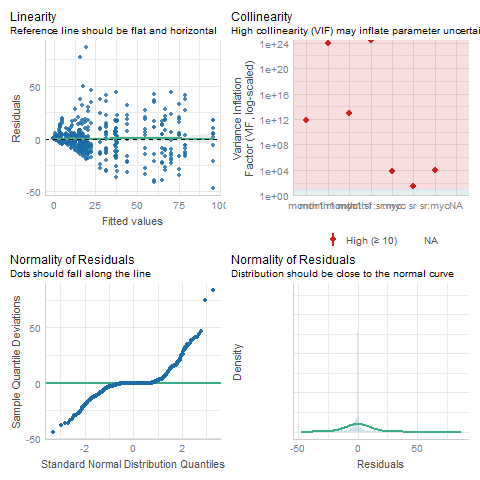 Linearity
Reference line should be flat and horizontal
Residuals
50
0
-50
0 25 50 75 100
Fitted values
Collinearity
High collinearity (VIF) may inflate parameter uncertai
Variance Inflation
Factor (VIF, log-scaled)
1e+24
1e+20
1e+16
1e+12
1e+08
1e+04
1e+00
sr sr:mycNA
High (≥ 10) NA
Normality of Residuals
Dots should fall along the line
Sample Quantile Deviations
50
0
-50
-2 0 2
Standard Normal Distribution Quantiles
Normality of Residuals
Distribution should be close to the normal curve
Density
-50 0 50
Residuals